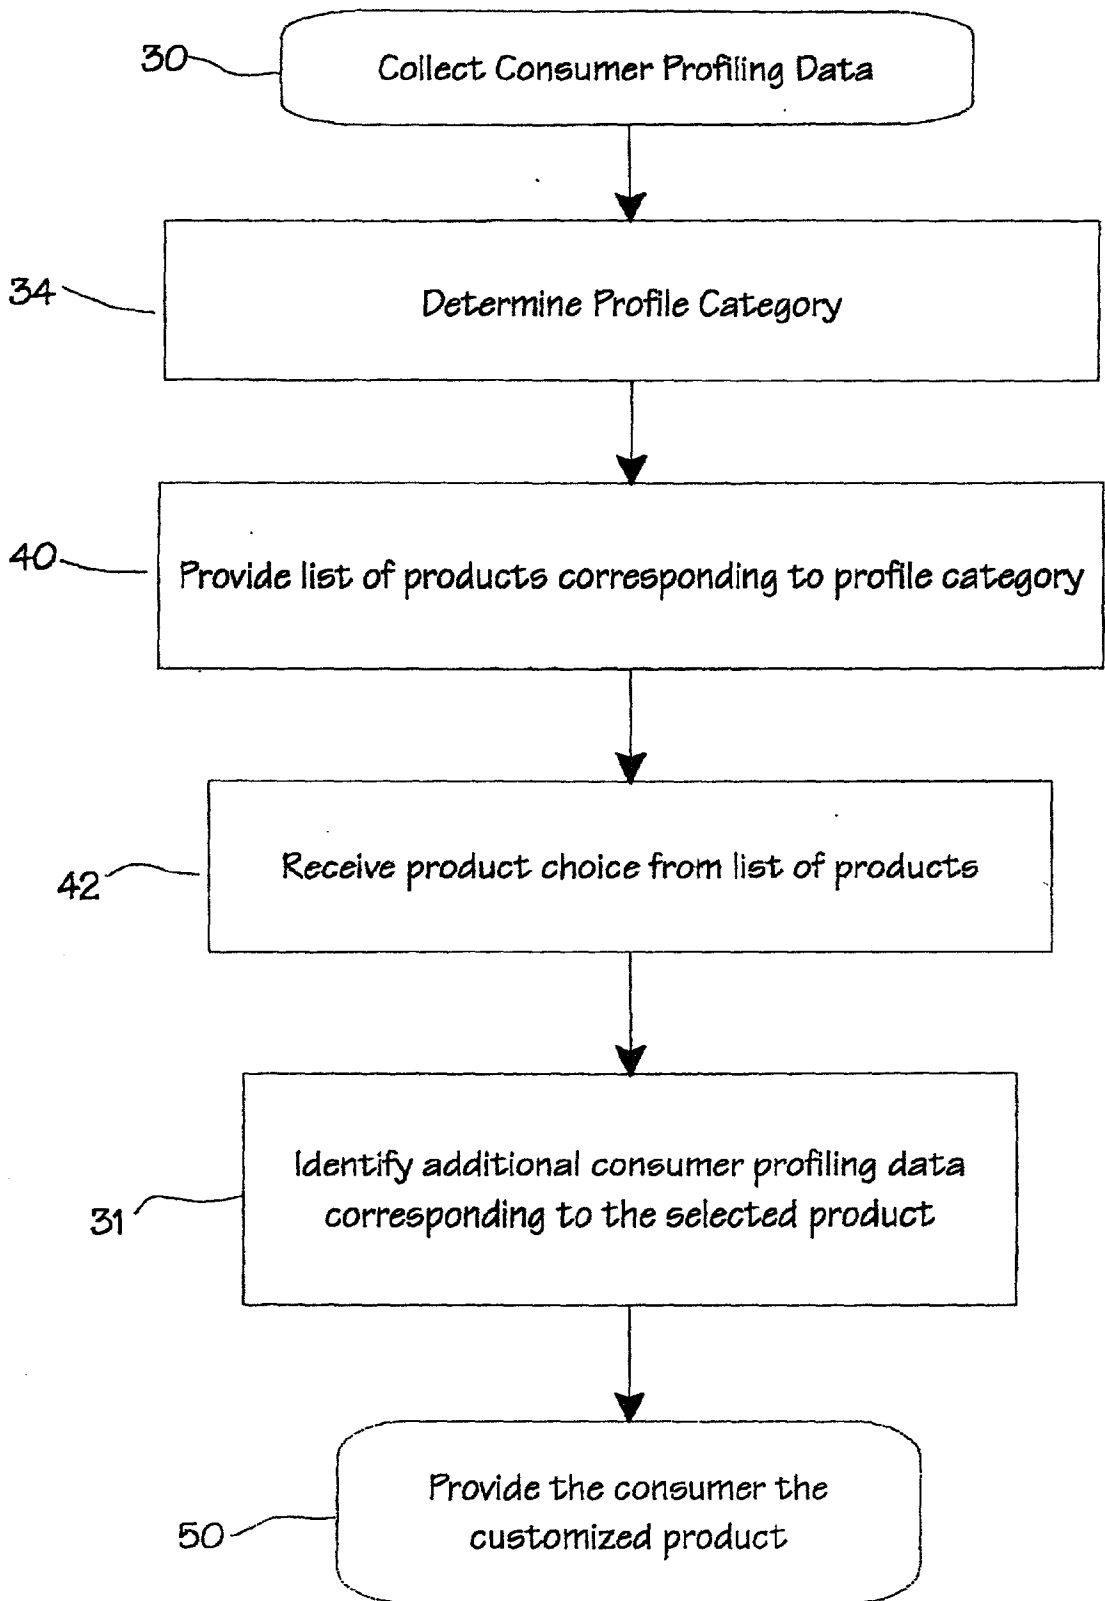 30
Collect Consumer Profiling Data
34
Determine Profile Category
40
Provide list of products corresponding to profile category
42
Receive product choice from list of products
31
Identify additional consumer profiling data
corresponding to the selected product
50
Provide the consumer the
customized product